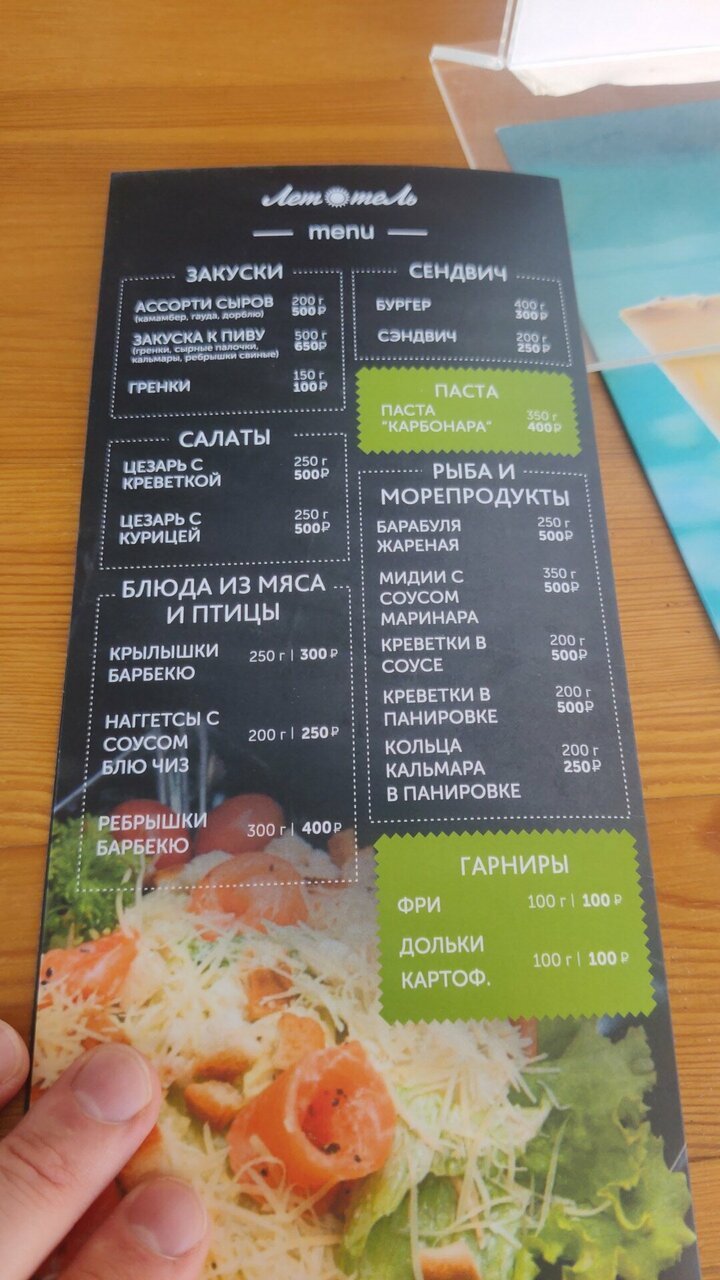 Летотель
menu
ЗАКУСКИ
АССОРТИ СЫРОВ 200 г
(камамбер, гауда, дорблю) 500₽
ЗАКУСКА К ПИВУ 500 г
(гренки, сырные палочки, 650₽
кальмары, ребрышки свиные)
ГРЕНКИ 150 г
100₽
САЛАТЫ
ЦЕЗАРЬ С 250 г
КРЕВЕТКОЙ 500₽
ЦЕЗАРЬ С 250 г
КУРИЦЕЙ 500₽
БЛЮДА ИЗ МЯСА
И ПТИЦЫ
КРЫЛЫШКИ 250 г | 300 ₽
БАРБЕКЮ
НАГГЕТСЫ С
СОУСОМ 200 г | 250 ₽
БЛЮ ЧИЗ
РЕБРЫШКИ 300 г | 400 ₽
БАРБЕКЮ
СЕНДВИЧ
БУРГЕР 400 г
300₽
СЭНДВИЧ 200 г
250₽
ПАСТА
ПАСТА 350 г
"КАРБОНАРА" 400₽
РЫБА И
МОРЕПРОДУКТЫ
БАРАБУЛЯ 250 г
ЖАРЕНАЯ 500₽
МИДИИ С 350 г
СОУСОМ 500₽
МАРИНАРА
КРЕВЕТКИ В 200 г
СОУСЕ 500₽
КРЕВЕТКИ В 200 г
ПАНИРОВКЕ 500₽
КОЛЬЦА 200 г
КАЛЬМАРА 250₽
В ПАНИРОВКЕ
ГАРНИРЫ
ФРИ 100 г | 100 ₽
ДОЛЬКИ 100 г | 100 ₽
КАРТОФ.